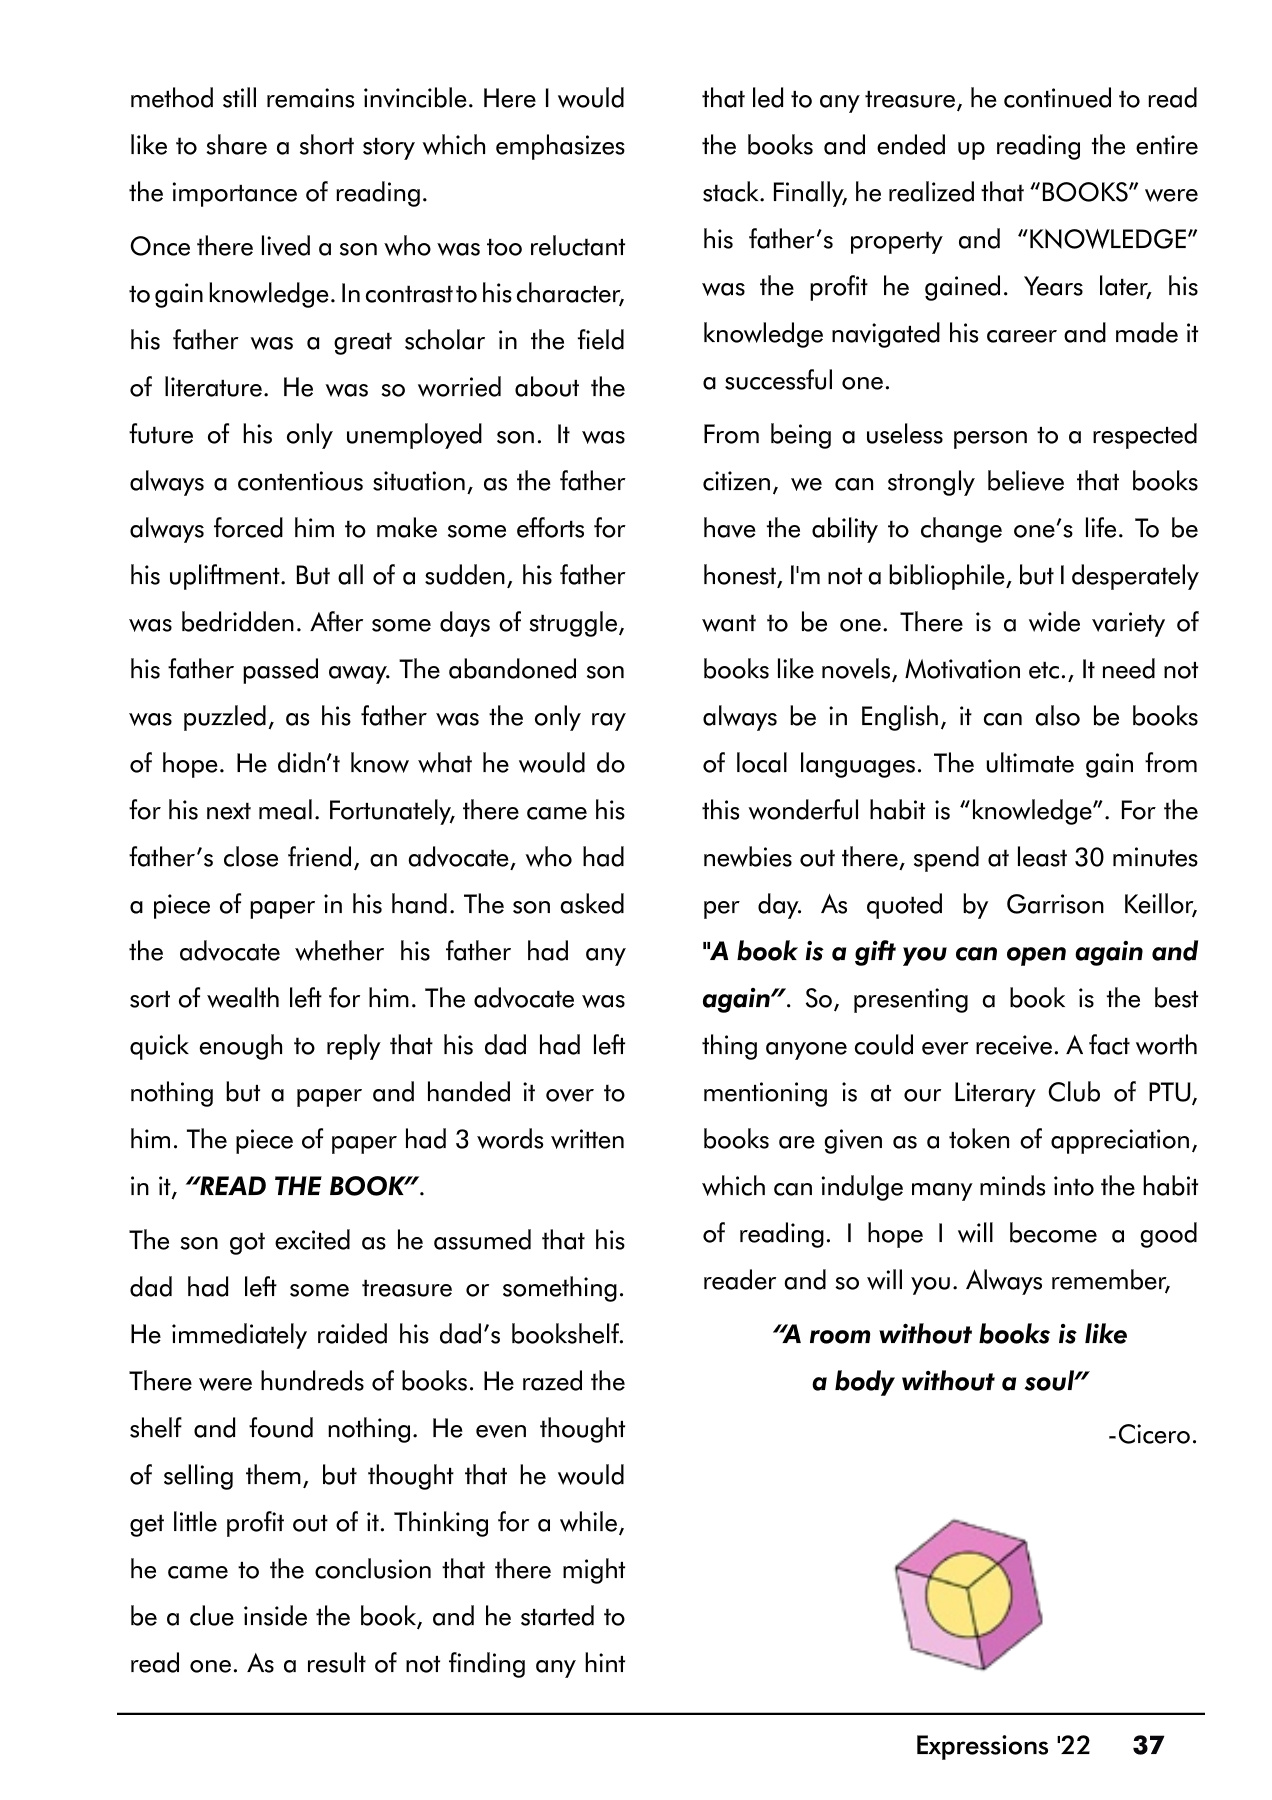 method still remains invincible. Here I would
like to share a short story which emphasizes
the importance of reading.
Once there lived a son who was too reluctant
to gain knowledge. In contrast to his character,
his father was a great scholar in the field
of literature. He was so worried about the
future of his only unemployed son. It was
always a contentious situation, as the father
always forced him to make some efforts for
his upliftment. But all of a sudden, his father
was bedridden. After some days of struggle,
his father passed away. The abandoned son
was puzzled, as his father was the only ray
of hope. He didn’t know what he would do
for his next meal. Fortunately, there came his
father’s close friend, an advocate, who had
a piece of paper in his hand. The son asked
the advocate whether his father had any
sort of wealth left for him. The advocate was
quick enough to reply that his dad had left
nothing but a paper and handed it over to
him. The piece of paper had 3 words written
in it, “READ THE BOOK”.
The son got excited as he assumed that his
dad had left some treasure or something.
He immediately raided his dad’s bookshelf.
There were hundreds of books. He razed the
shelf and found nothing. He even thought
of selling them, but thought that he would
get little profit out of it. Thinking for a while,
he came to the conclusion that there might
be a clue inside the book, and he started to
read one. As a result of not finding any hint
that led to any treasure, he continued to read
the books and ended up reading the entire
stack. Finally, he realized that “BOOKS” were
his father’s property and “KNOWLEDGE”
was the profit he gained. Years later, his
knowledge navigated his career and made it
a successful one.
From being a useless person to a respected
citizen, we can strongly believe that books
have the ability to change one’s life. To be
honest, I'm not a bibliophile, but I desperately
want to be one. There is a wide variety of
books like novels, Motivation etc., It need not
always be in English, it can also be books
of local languages. The ultimate gain from
this wonderful habit is “knowledge”. For the
newbies out there, spend at least 30 minutes
per day. As quoted by Garrison Keillor,
"A book is a gift you can open again and
again”. So, presenting a book is the best
thing anyone could ever receive. A fact worth
mentioning is at our Literary Club of PTU,
books are given as a token of appreciation,
which can indulge many minds into the habit
of reading. I hope I will become a good
reader and so will you. Always remember,
“A room without books is like
a body without a soul”
-Cicero.
Expressions '22 37